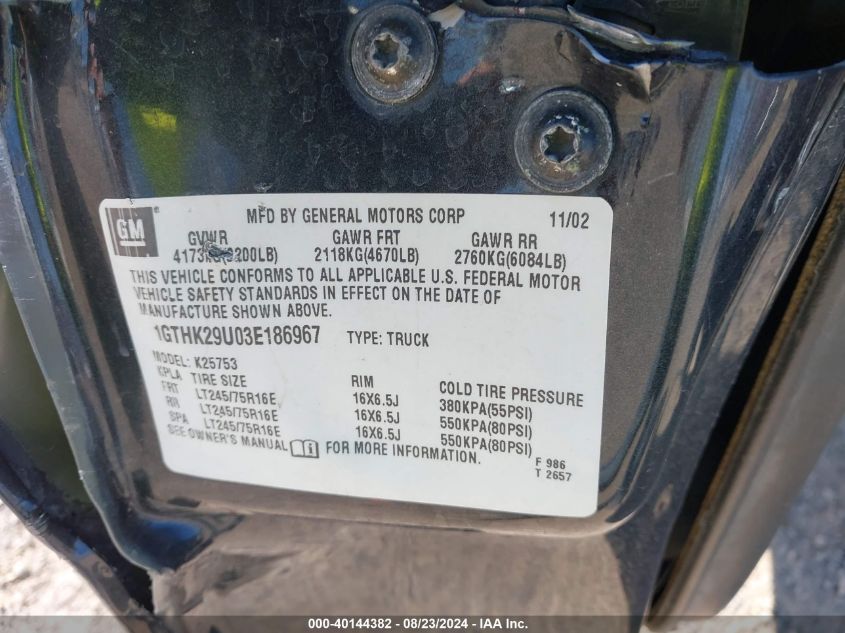 GM
MFD BY GENERAL MOTORS CORP 11/02
GVWR GAWR FRT GAWR RR
4173KG(9200LB) 2118KG(4670LB) 2760KG(6084LB)
THIS VEHICLE CONFORMS TO ALL APPLICABLE U.S. FEDERAL MOTOR
VEHICLE SAFETY STANDARDS IN EFFECT ON THE DATE OF
MANUFACTURE SHOWN ABOVE.
1GTHK29U03E186967 TYPE: TRUCK
MODEL: K25753
KPLA TIRE SIZE RIM COLD TIRE PRESSURE
FRT LT245/75R16E 16X6.5J 380KPA(55PSI)
RR LT245/75R16E 16X6.5J 550KPA(80PSI)
SPA LT245/75R16E 16X6.5J 550KPA(80PSI)
SEE OWNER'S MANUAL FOR MORE INFORMATION.
F 986
T 2657
000-40144382 - 08/23/2024 - IAA Inc.